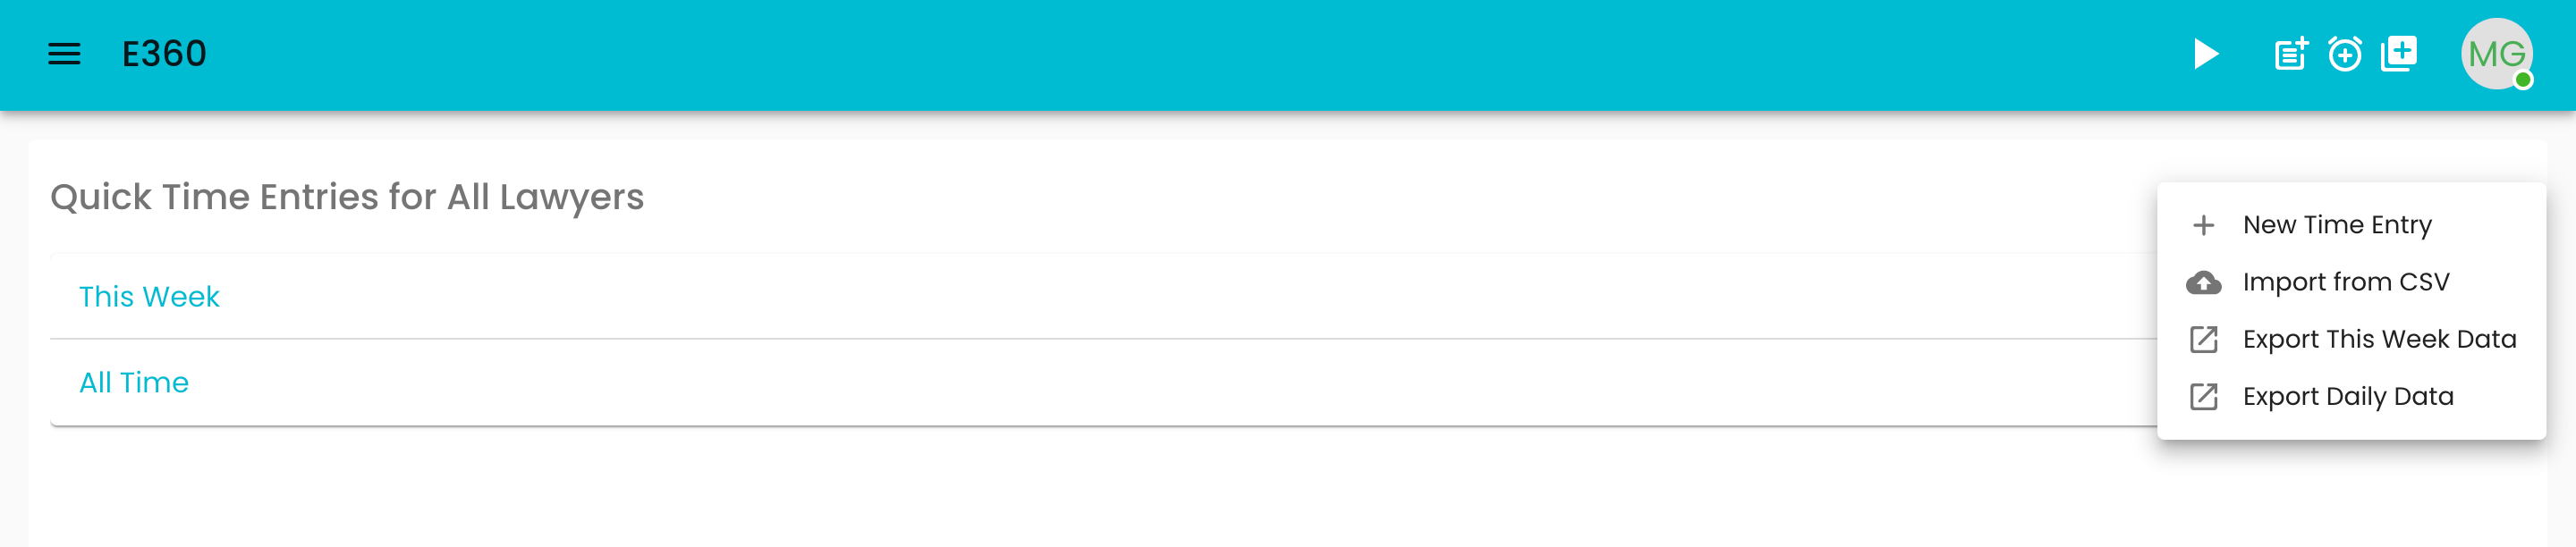 E360
MG
Quick Time Entries for All Lawyers
New Time Entry
Import from CSV
Export This Week Data
Export Daily Data
This Week
All Time